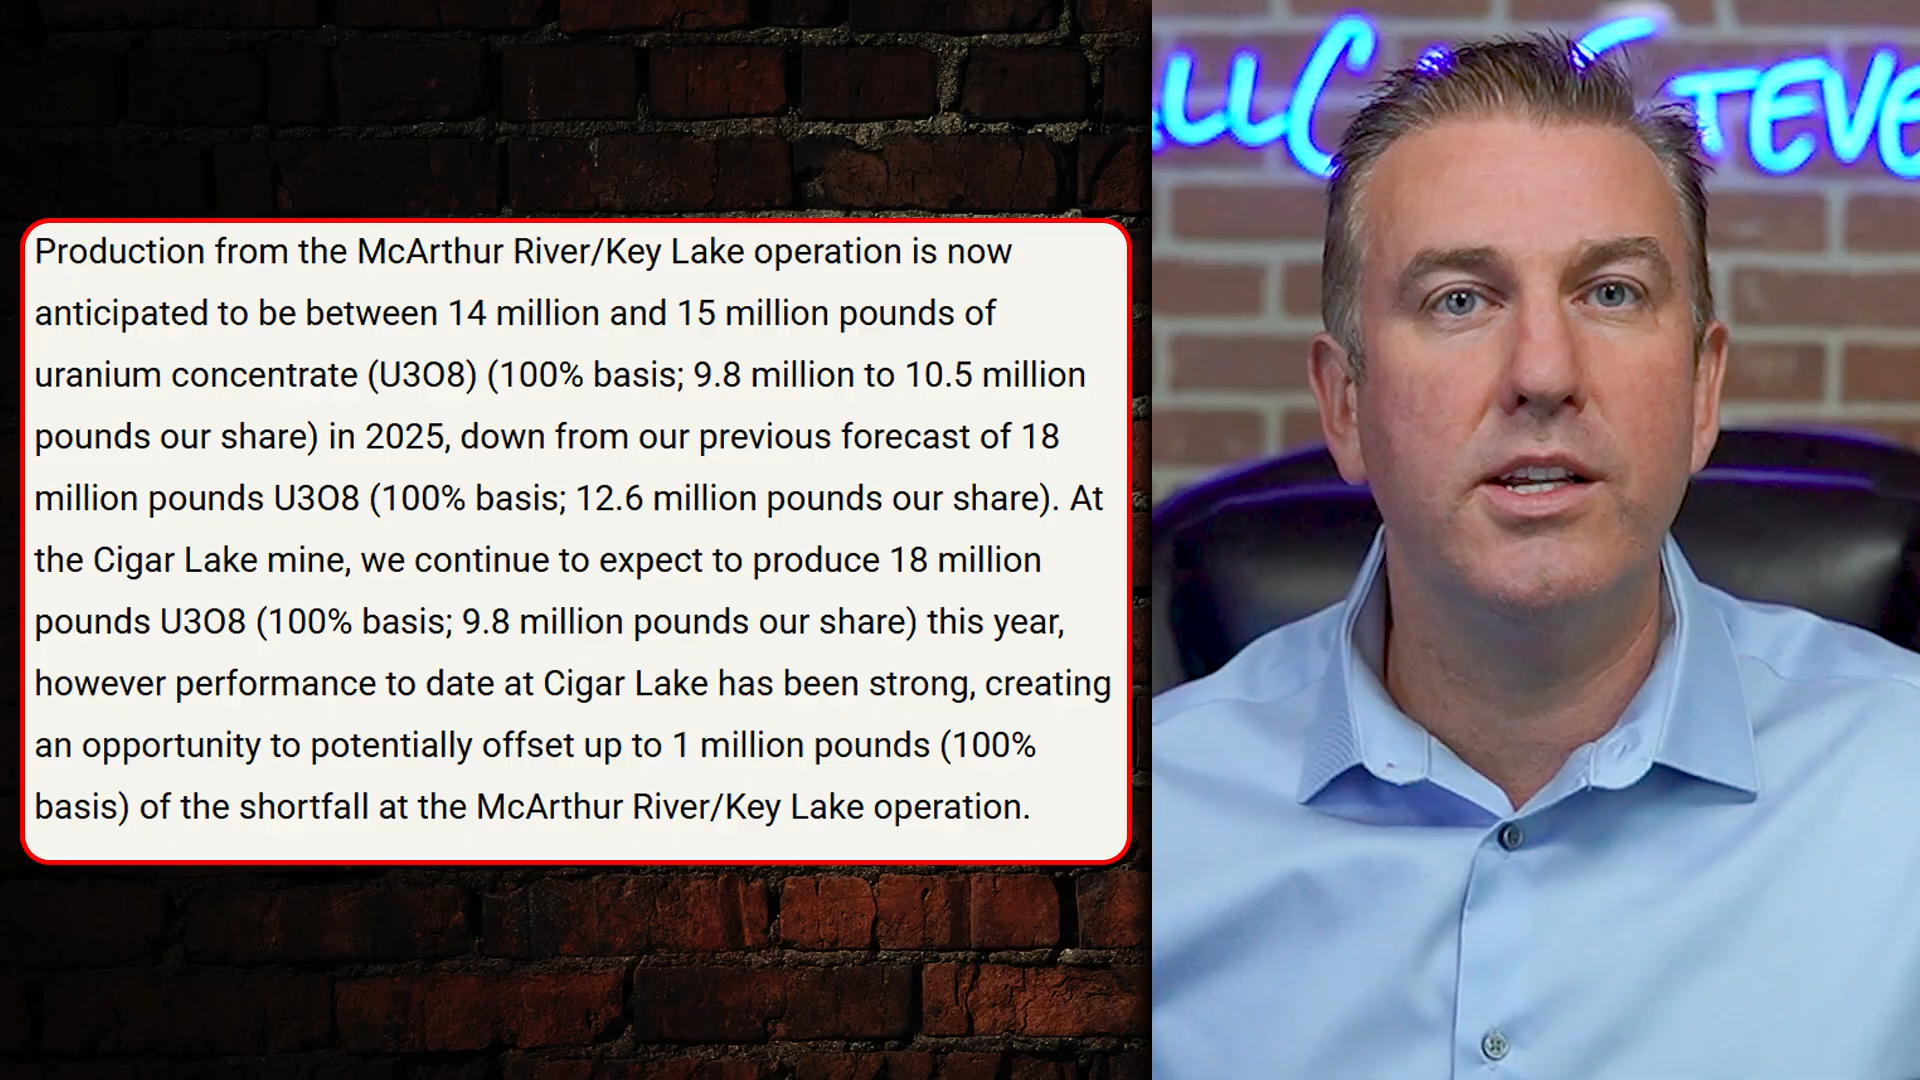 Production from the McArthur River/Key Lake operation is now
anticipated to be between 14 million and 15 million pounds of
uranium concentrate (U3O8) (100% basis; 9.8 million to 10.5 million
pounds our share) in 2025, down from our previous forecast of 18
million pounds U3O8 (100% basis; 12.6 million pounds our share). At
the Cigar Lake mine, we continue to expect to produce 18 million
pounds U3O8 (100% basis; 9.8 million pounds our share) this year,
however performance to date at Cigar Lake has been strong, creating
an opportunity to potentially offset up to 1 million pounds (100%
basis) of the shortfall at the McArthur River/Key Lake operation.
TEVE